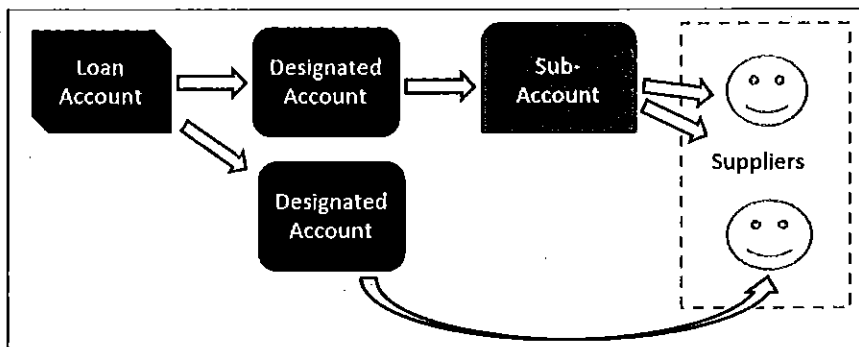 Loan
Account
Designated
Account
Sub-
Account
Suppliers
Designated
Account